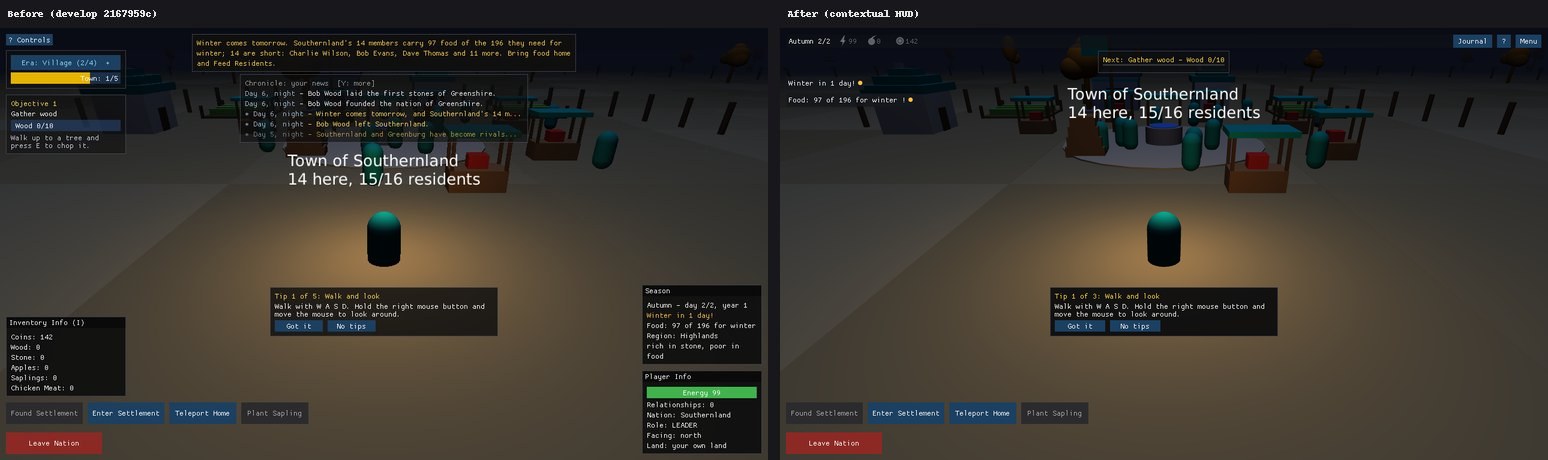 Before (develop 2167959c)
? Controls
Era: Village (2/4)
Town: 1/5
Objective 1
Gather wood
Wood 0/10
Walk up to a tree and
press E to chop it.
Winter comes tomorrow. Southernland's 14 members carry 97 food of the 196 they need for
winter; 14 are short: Charlie Wilson, Bob Evans, Dave Thomas and 11 more. Bring food home
and Feed Residents.
Chronicle: your news [Y: more]
Day 6, night – Bob Wood laid the first stones of Greenshire.
Day 6, night – Bob Wood founded the nation of Greenshire.
* Day 6, night – Winter comes tomorrow, and Southernland's 14 m...
* Day 6, night – Bob Wood left Southernland.
* Day 5, night – Southernland and Greenburg have become rivals...
Town of Southernland
14 here, 15/16 residents
Tip 1 of 5: Walk and look
Walk with W A S D. Hold the right mouse button and
move the mouse to look around.
Got it
No tips
Inventory Info (I)
Coins: 142
Wood: 0
Stone: 0
Apples: 0
Saplings: 0
Chicken Meat: 0
Season
Autumn – day 2/2, year 1
Winter in 1 day!
Food: 97 of 196 for winter
Region: Highlands
rich in stone, poor in
food
Player Info
Energy 99
Relationships: 0
Nation: Southernland
Role: LEADER
Facing: north
Land: your own land
Found Settlement
Enter Settlement
Teleport Home
Plant Sapling
Leave Nation
After (contextual HUD)
Autumn 2/2 99 0 142
Journal
?
Menu
Next: Gather wood – Wood 0/10
Winter in 1 day!
Food: 97 of 196 for winter !
Town of Southernland
14 here, 15/16 residents
Tip 1 of 3: Walk and look
Walk with W A S D. Hold the right mouse button and
move the mouse to look around.
Got it
No tips
Found Settlement
Enter Settlement
Teleport Home
Plant Sapling
Leave Nation